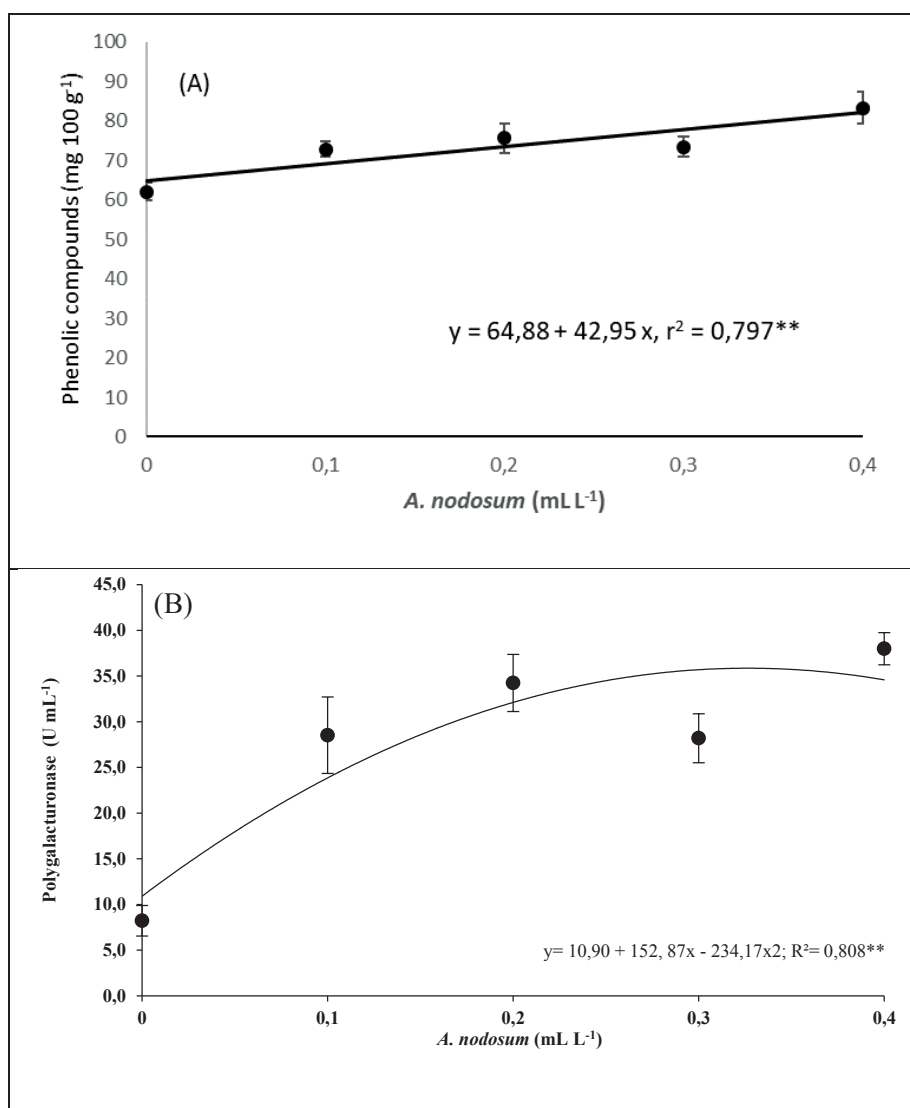 (A)
Phenolic compounds (mg 100 g⁻¹)
100
90
80
70
60
50
40
30
20
10
0
y = 64,88 + 42,95 x, r² = 0,797**
0 0,1 0,2 0,3 0,4
A. nodosum (mL L⁻¹)
(B)
Polygalacturonase (U mL⁻¹)
45,0
40,0
35,0
30,0
25,0
20,0
15,0
10,0
5,0
0,0
y= 10,90 + 152, 87x - 234,17x2; R²= 0,808**
0 0,1 0,2 0,3 0,4
A. nodosum (mL L⁻¹)